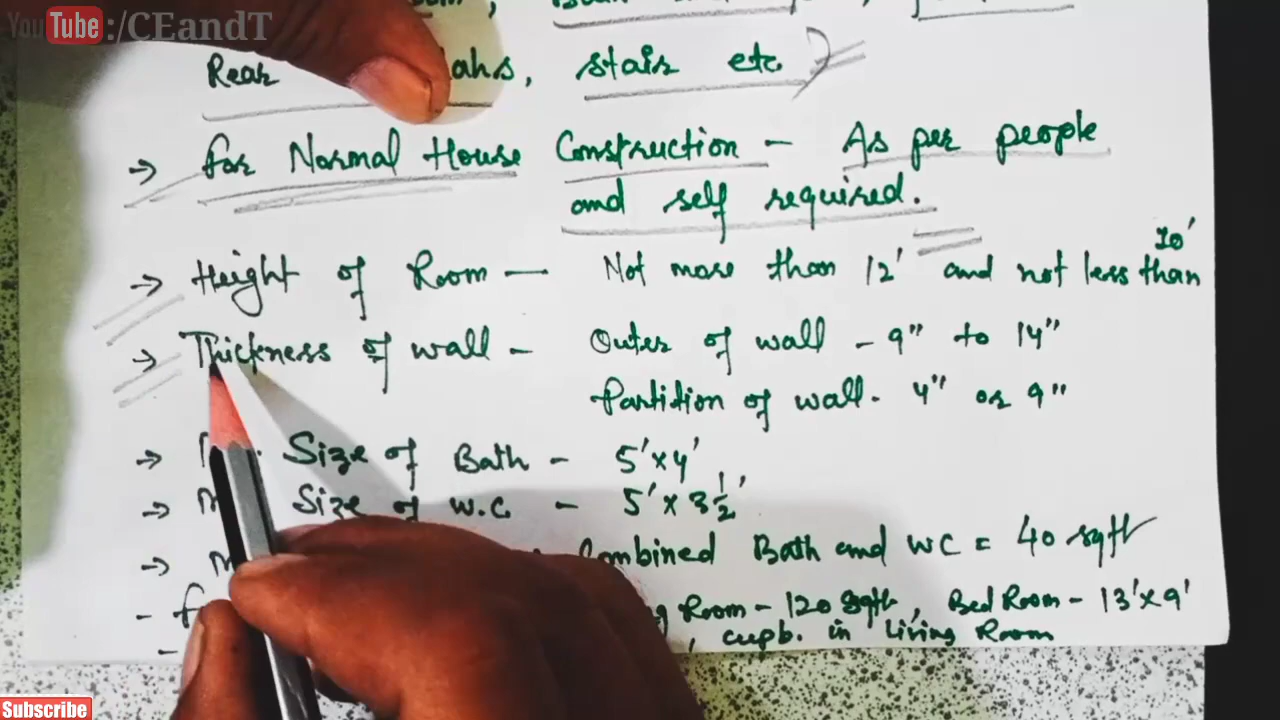 YouTube:/CEandT
Rear stair etc.)
→ for Normal House Construction - As per people
and self required.
→ Height of Room — Not more than 12' and not less than 10'
→ Thickness of wall - Outer of wall - 9" to 14"
Partition of wall. 4" or 9"
→ Size of Bath - 5'x4'
→ Size of W.C - 5' x 3 1/2'
→ Combined Bath and WC = 40 sqft
Room - 120 sqft, Bed Room - 13'x9'
, cupb. in living Room
Subscribe